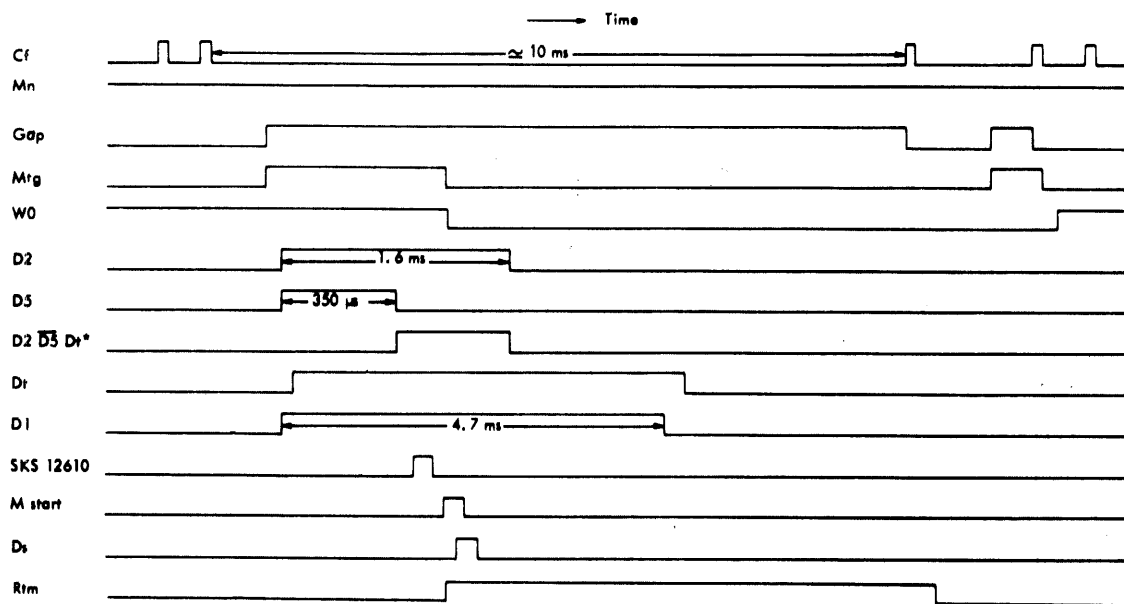 Time
Cf
≃ 10 ms
Mn
Gap
Mtg
W0
D2
1.6 ms
D5
350 µs
D2 D̅5̅ Dt*
Dt
D1
4.7 ms
SKS 12610
M start
Ds
Rtm